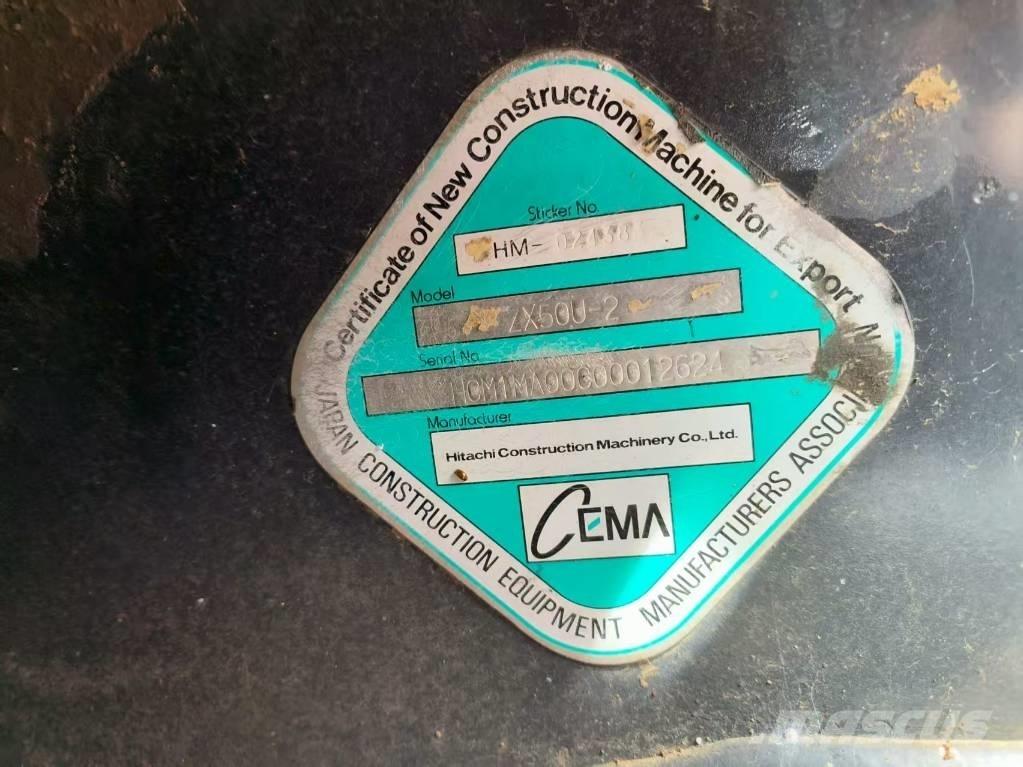 Certificate of New Construction Machine for Export
Sticker No.
HM-
Model
ZX50U-2
Serial No.
HCM1MA00C00012624
Manufacturer
Hitachi Construction Machinery Co., Ltd.
CEMA
JAPAN CONSTRUCTION EQUIPMENT MANUFACTURERS
mascus